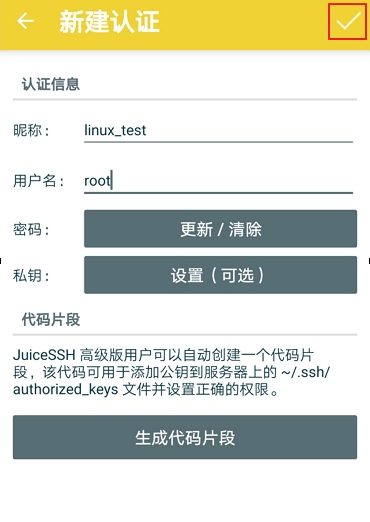 新建认证
认证信息
昵称： linux_test
用户名： root
密码： 更新 / 清除
私钥： 设置（可选）
代码片段
JuiceSSH 高级版用户可以自动创建一个代码片
段，该代码可用于添加公钥到服务器上的 ~/.ssh/
authorized_keys 文件并设置正确的权限。
生成代码片段